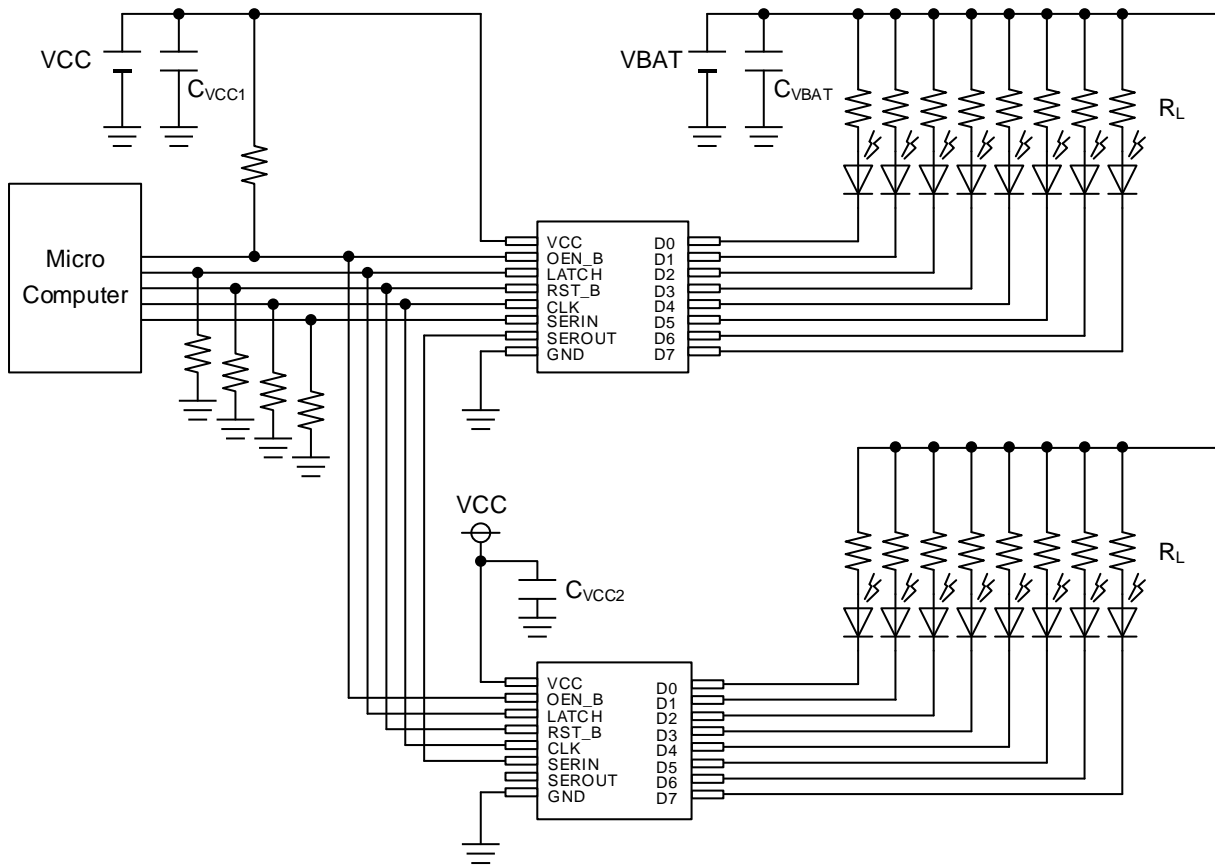 VCC
CVCC1
VBAT
CVBAT
RL
Micro
Computer
VCC
OEN_B
LATCH
RST_B
CLK
SERIN
SEROUT
GND
D0
D1
D2
D3
D4
D5
D6
D7
VCC
CVCC2
RL
VCC
OEN_B
LATCH
RST_B
CLK
SERIN
SEROUT
GND
D0
D1
D2
D3
D4
D5
D6
D7